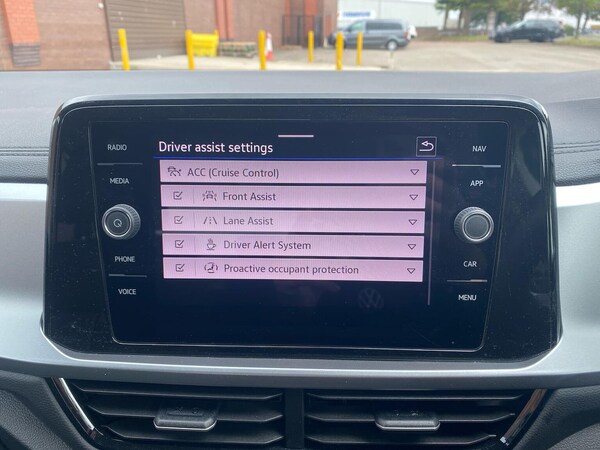 RADIO
MEDIA
PHONE
VOICE
Driver assist settings
ACC (Cruise Control)
Front Assist
Lane Assist
Driver Alert System
Proactive occupant protection
NAV
APP
CAR
MENU